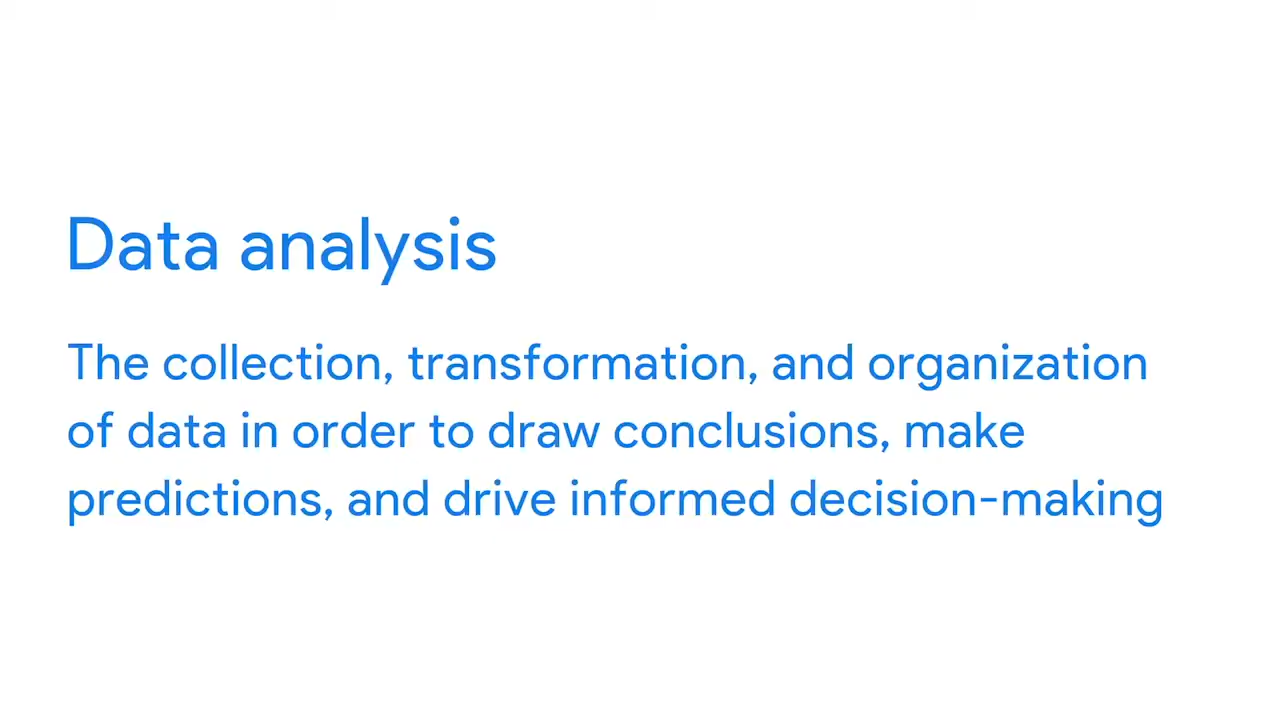 Data analysis
The collection, transformation, and organization
of data in order to draw conclusions, make
predictions, and drive informed decision-making